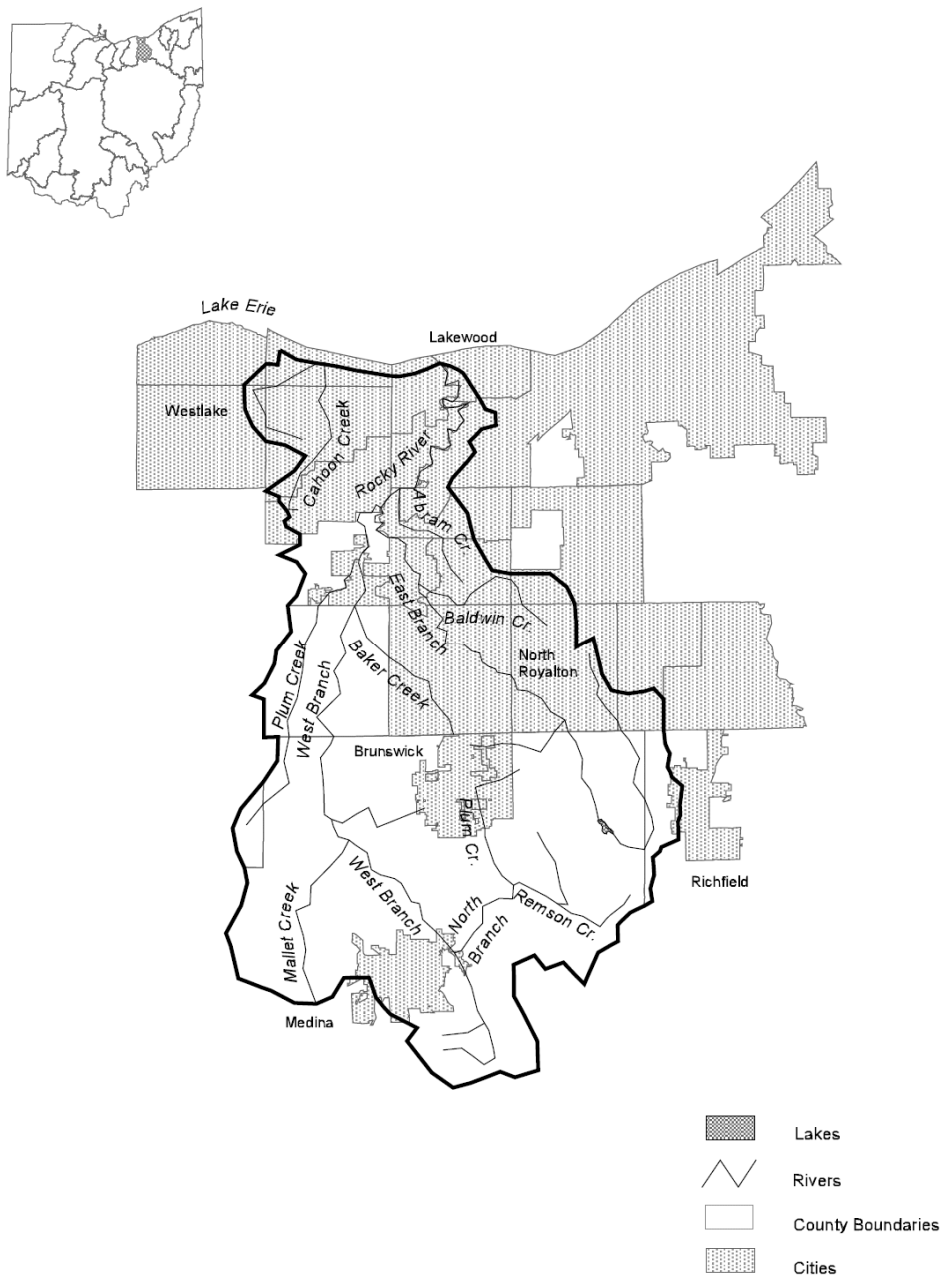 Lake Erie
Lakewood
Westlake
Cahoon Creek
Rocky River
Abram Cr.
East Branch
Baldwin Cr.
North
Royalton
Plum Creek
West Branch
Baker Creek
Brunswick
Plum Cr.
Richfield
West Branch
North
Branch
Remson Cr.
Mallet Creek
Medina
Lakes
Rivers
County Boundaries
Cities